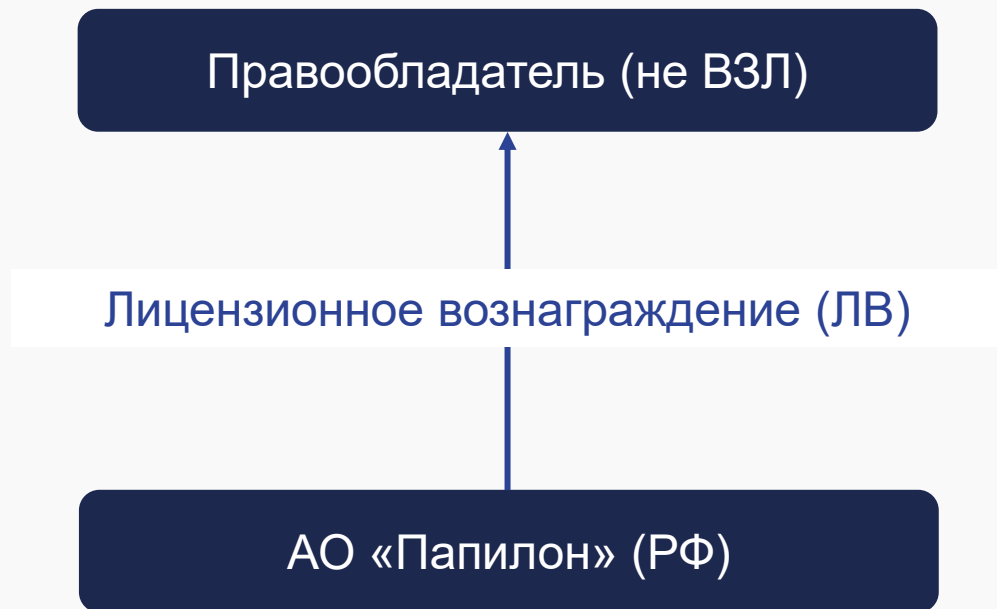 Правообладатель (не ВЗЛ)
Лицензионное вознаграждение (ЛВ)
АО «Папилон» (РФ)